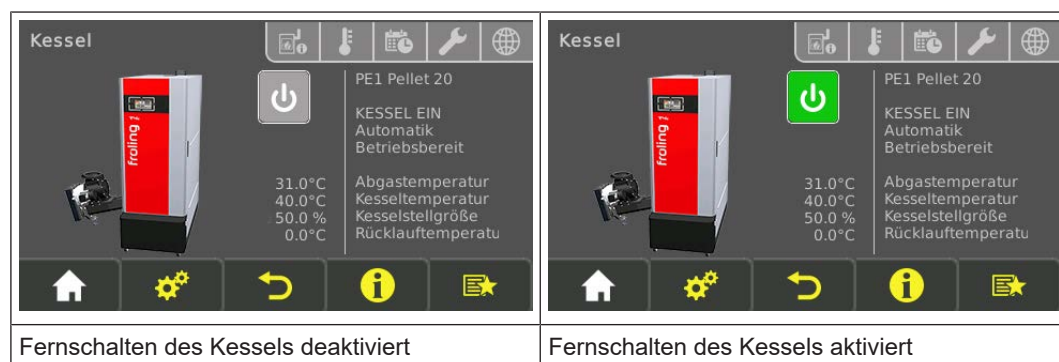 Kessel
PE1 Pellet 20
KESSEL EIN
Automatik
Betriebsbereit
31.0°C Abgastemperatur
40.0°C Kesseltemperatur
50.0 % Kesselstellgröße
0.0°C Rücklauftemperatu
froling
Fernschalten des Kessels deaktiviert
Kessel
PE1 Pellet 20
KESSEL EIN
Automatik
Betriebsbereit
31.0°C Abgastemperatur
40.0°C Kesseltemperatur
50.0 % Kesselstellgröße
0.0°C Rücklauftemperatu
froling
Fernschalten des Kessels aktiviert